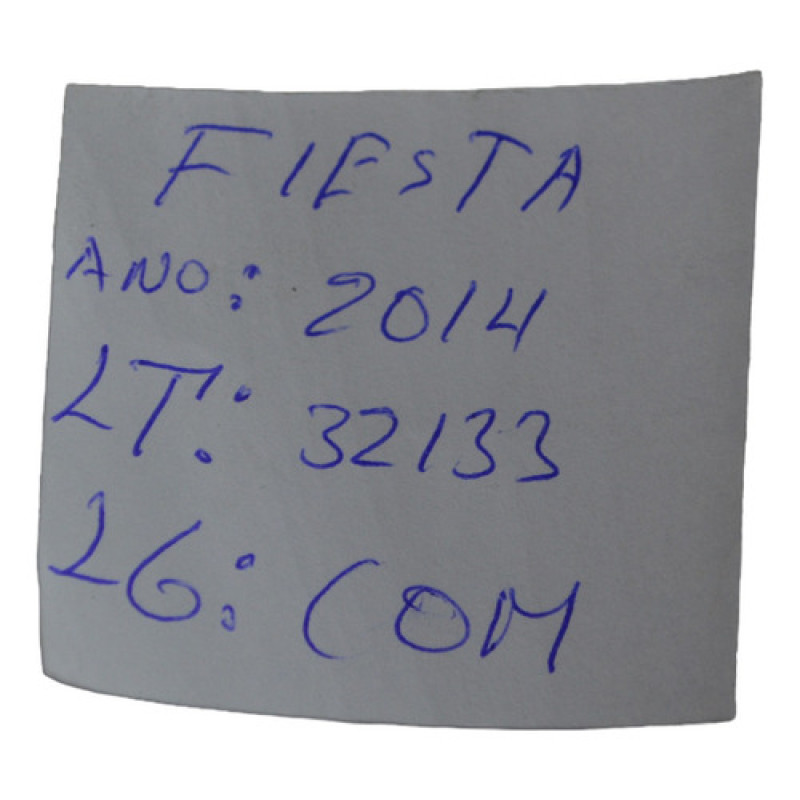 FIESTA
ANO: 2014
LT: 32133
LG: COM